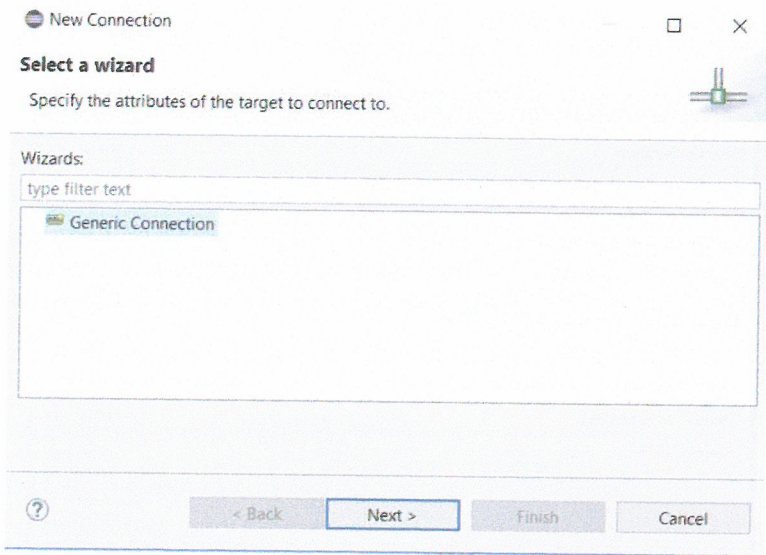 New Connection
Select a wizard
Specify the attributes of the target to connect to.
Wizards:
type filter text
Generic Connection
? < Back Next > Finish Cancel